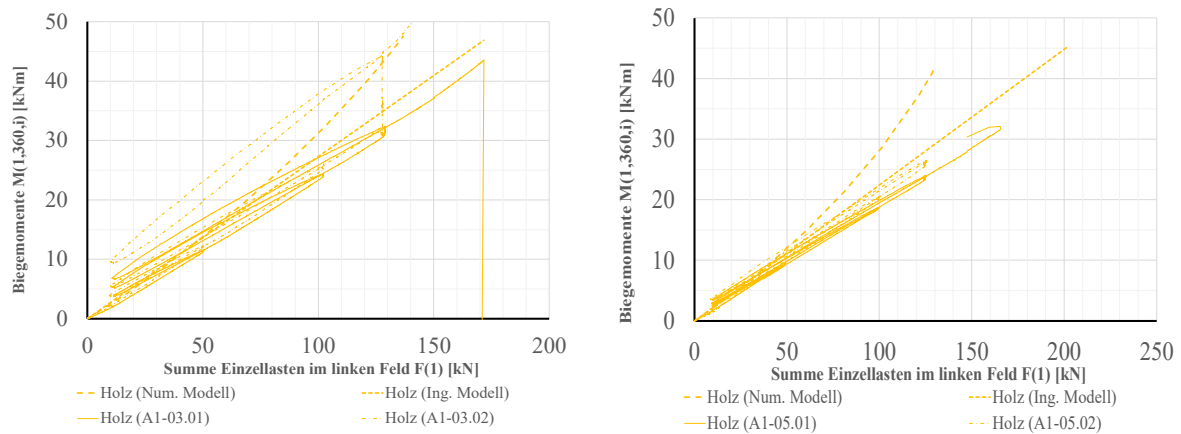 50
40
30
20
10
0
Biegemomente M(1,360,i) [kNm]
0 50 100 150 200
Summe Einzellasten im linken Feld F(1) [kN]
Holz (Num. Modell) Holz (Ing. Modell)
Holz (A1-03.01) Holz (A1-03.02)
50
40
30
20
10
0
Biegemomente M(1,360,i) [kNm]
0 50 100 150 200 250
Summe Einzellasten im linken Feld F(1) [kN]
Holz (Num. Modell) Holz (Ing. Modell)
Holz (A1-05.01) Holz (A1-05.02)